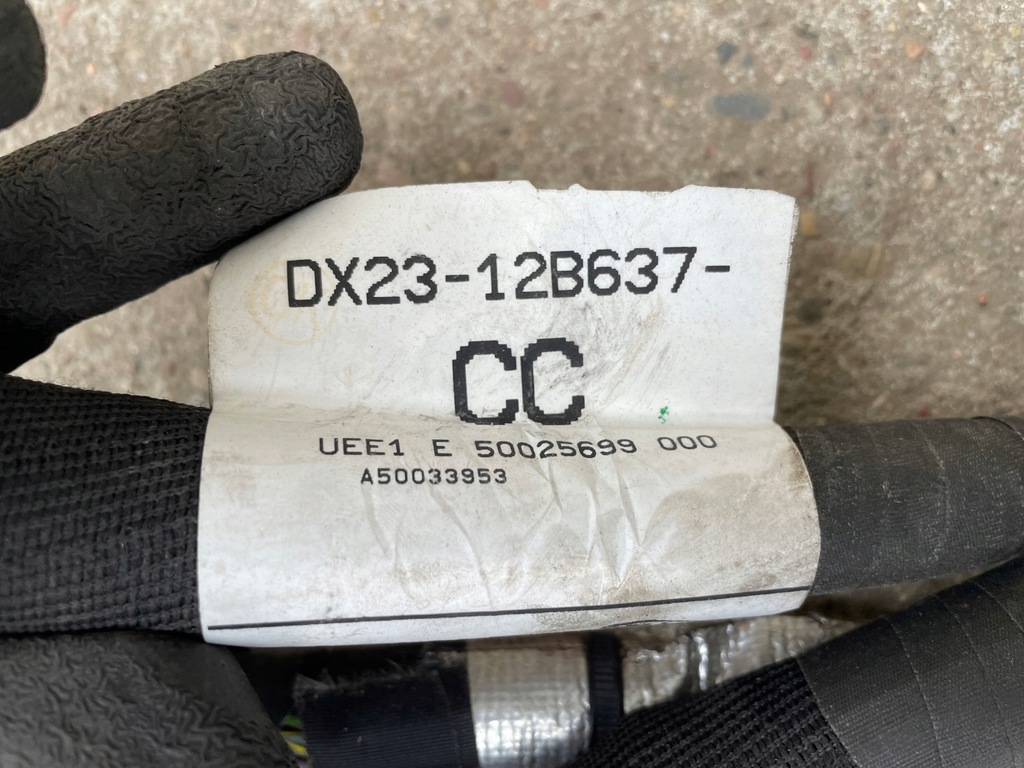 DX23-12B637-
CC
UEE1 E 50025699 000
A50033953